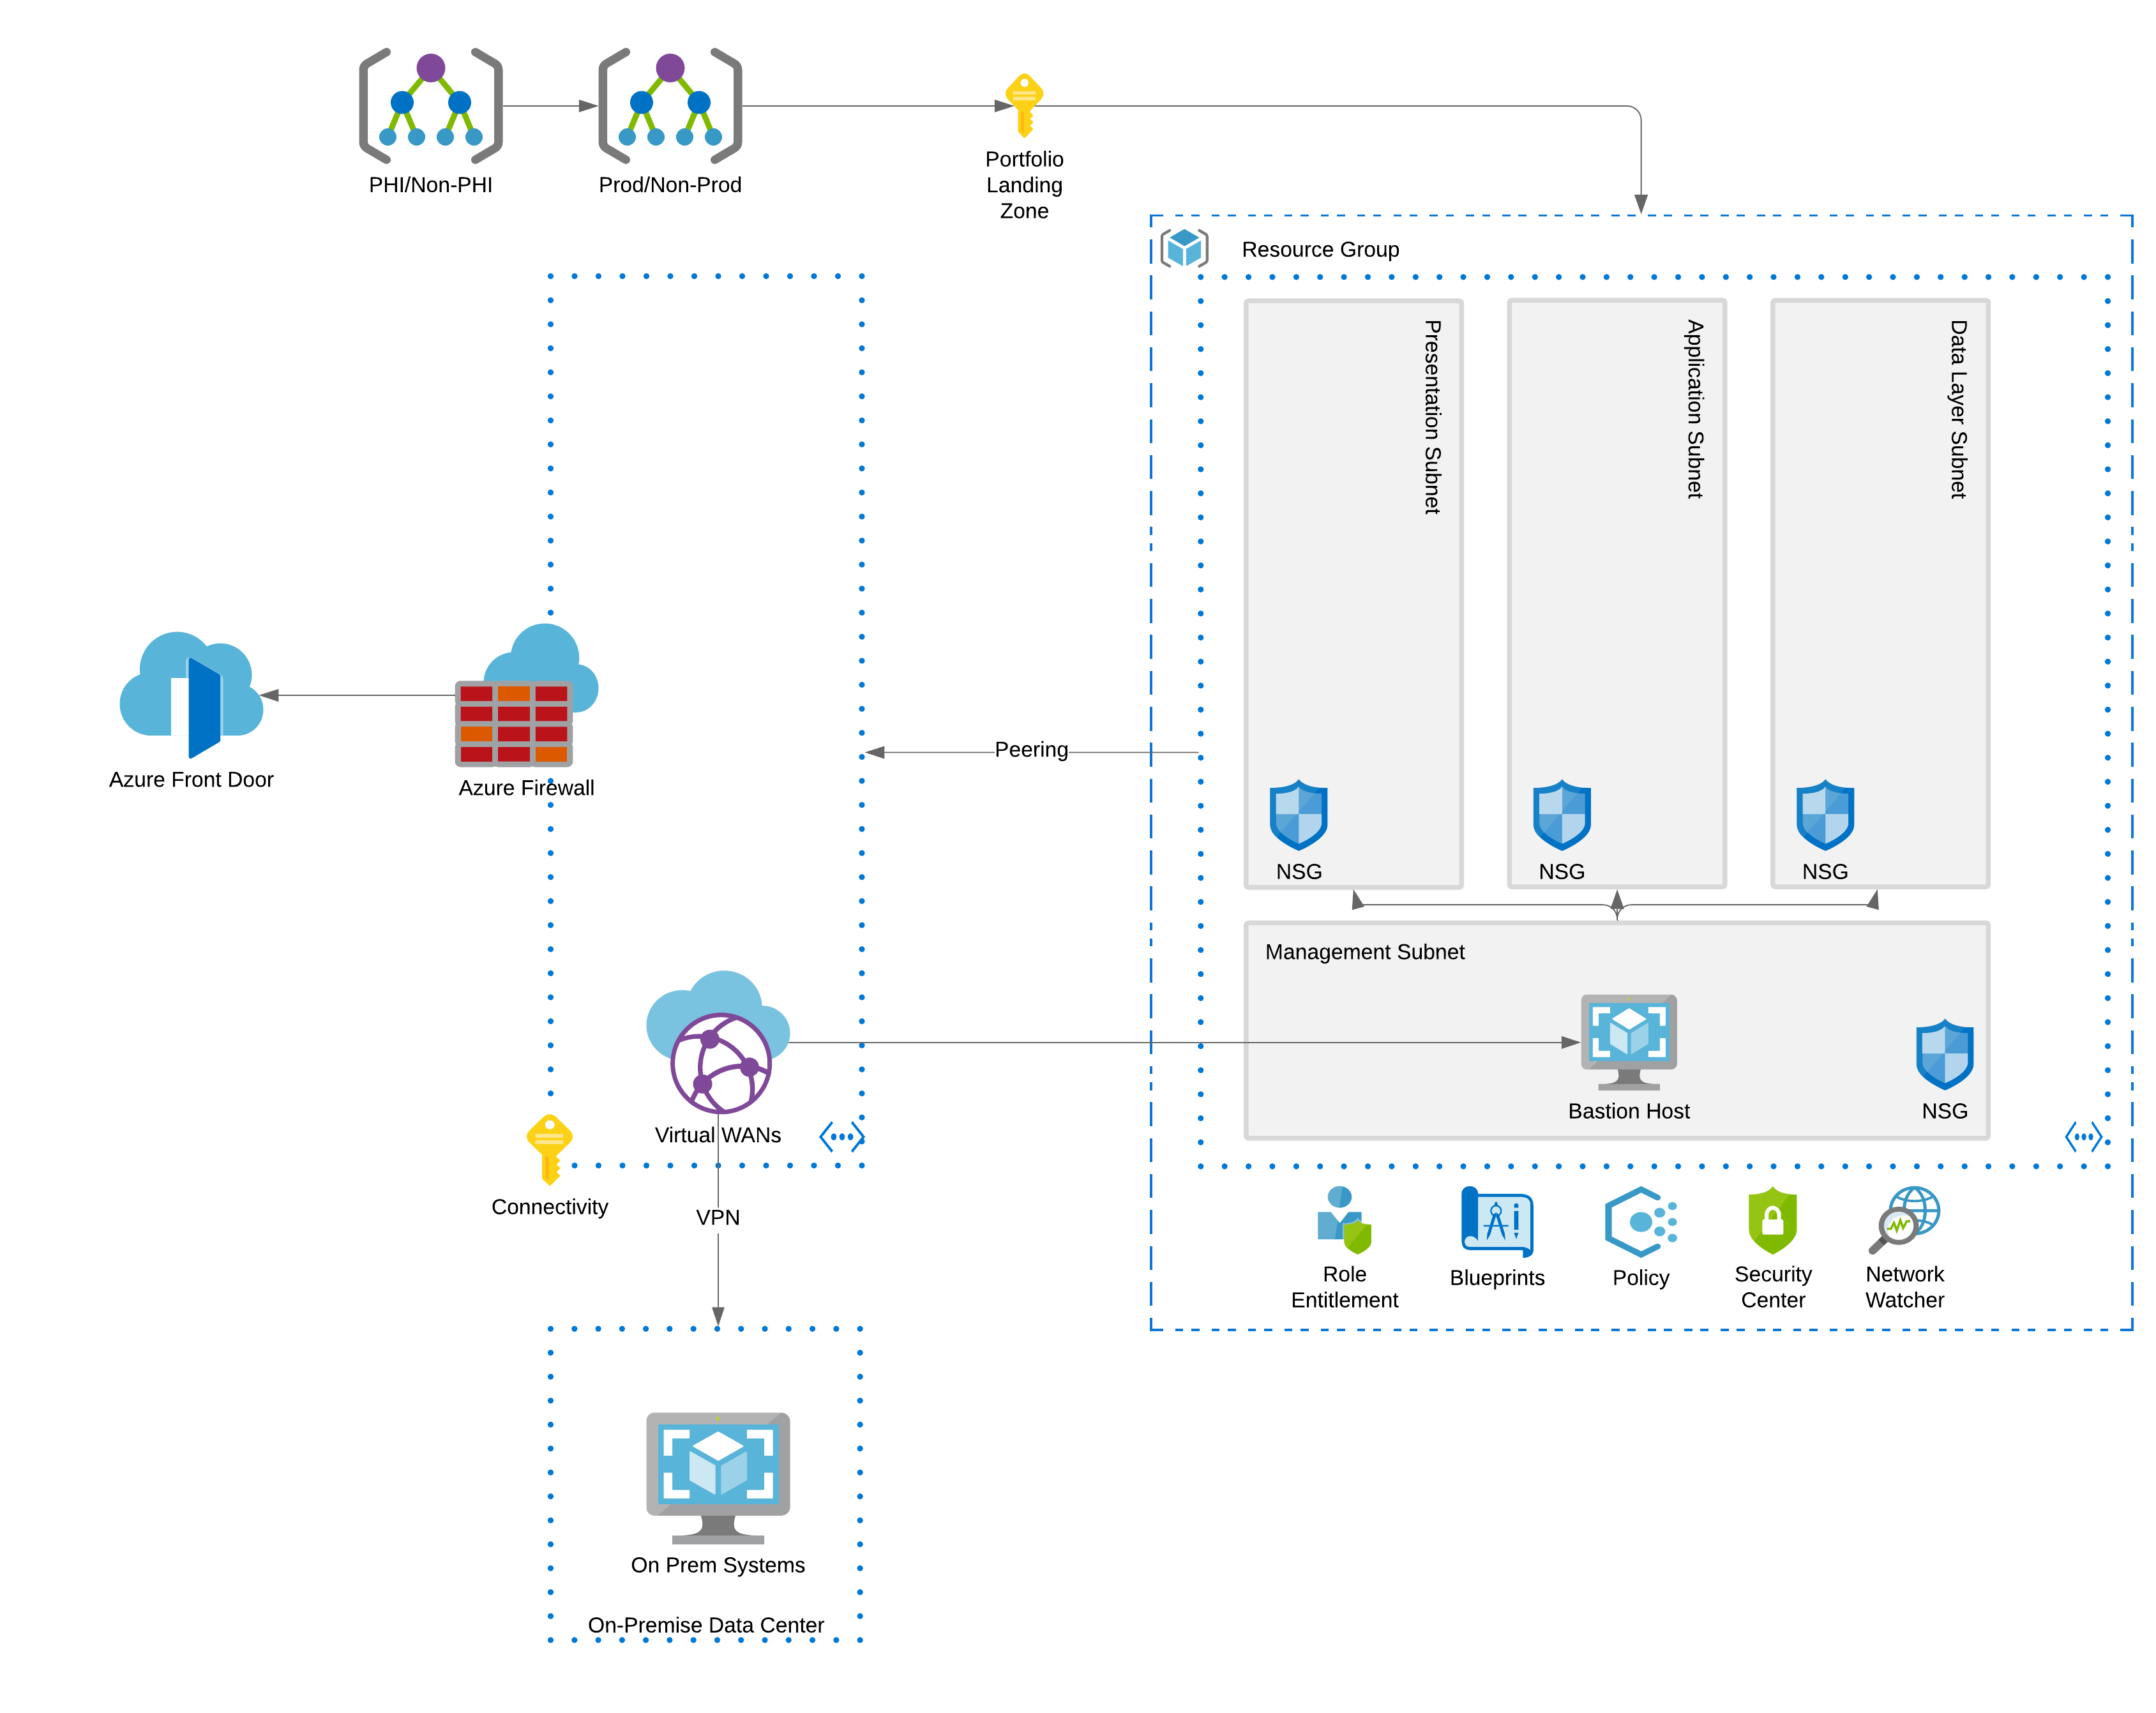 PHI/Non-PHI
Prod/Non-Prod
Portfolio
Landing
Zone
Resource Group
Presentation Subnet
Application Subnet
Data Layer Subnet
Azure Front Door
Azure Firewall
Peering
NSG
NSG
NSG
Management Subnet
Bastion Host
NSG
Virtual WANs
Connectivity
VPN
Role
Entitlement
Blueprints
Policy
Security
Center
Network
Watcher
On Prem Systems
On-Premise Data Center